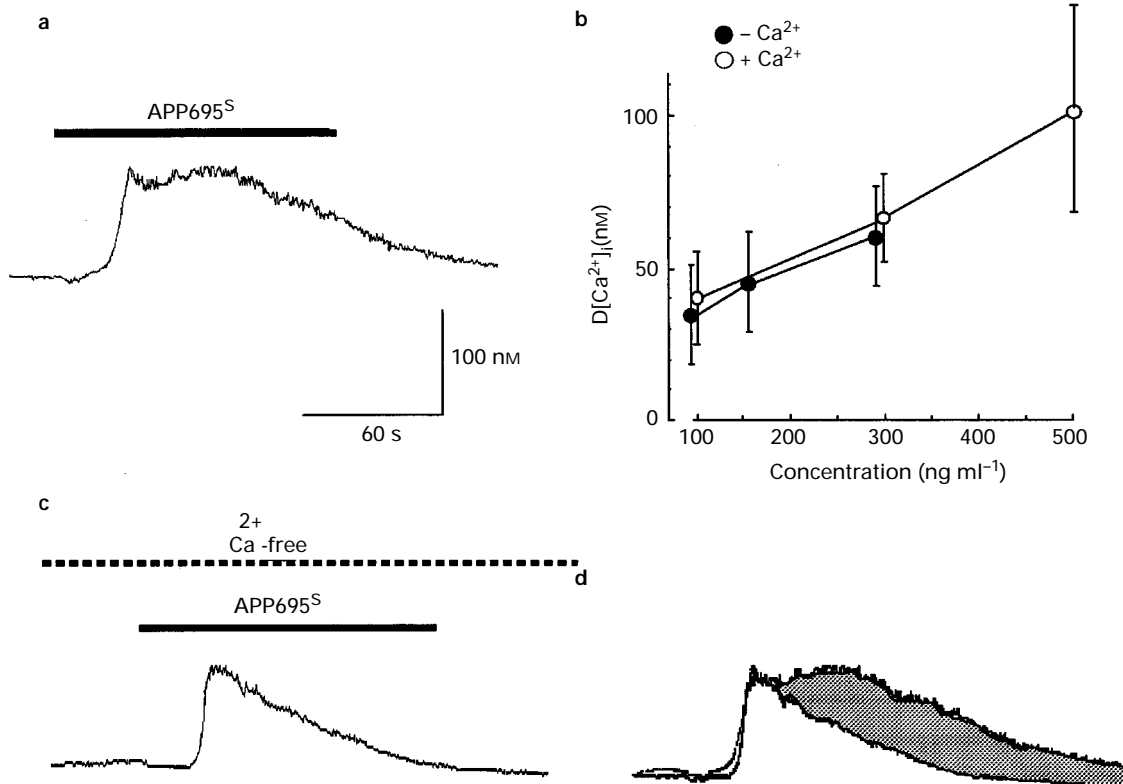 a
APP695ˢ
100 nM
60 s
b
– Ca²⁺
+ Ca²⁺
D[Ca²⁺]ᵢ(nM)
100
50
0
100 200 300 400 500
Concentration (ng ml⁻¹)
c
2+
Ca -free
APP695ˢ
d